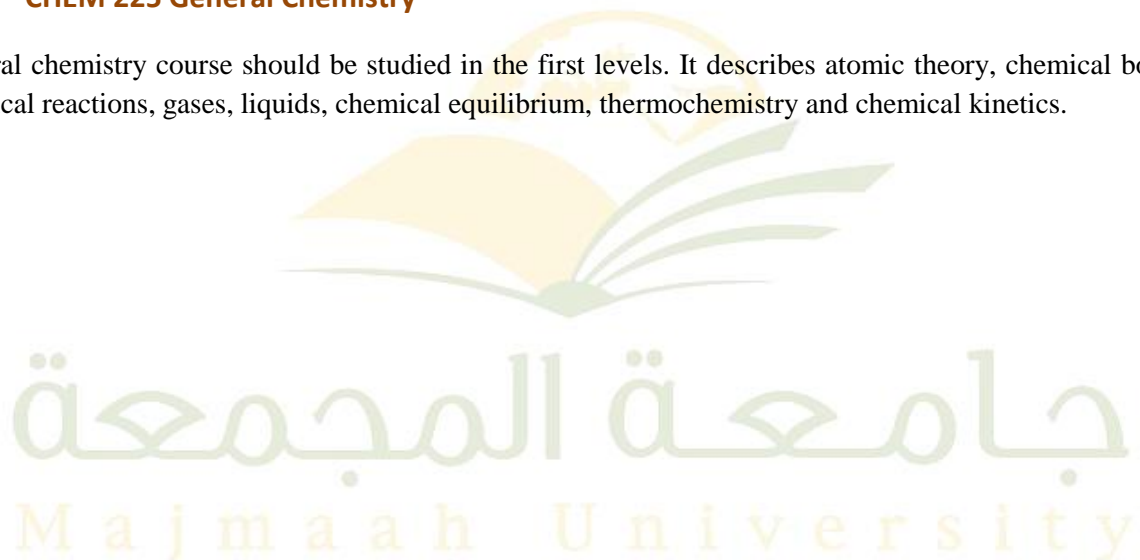 CHEM 225 General Chemistry
ral chemistry course should be studied in the first levels. It describes atomic theory, chemical bo
cal reactions, gases, liquids, chemical equilibrium, thermochemistry and chemical kinetics.
جامعة المجمعة
Majmaah University